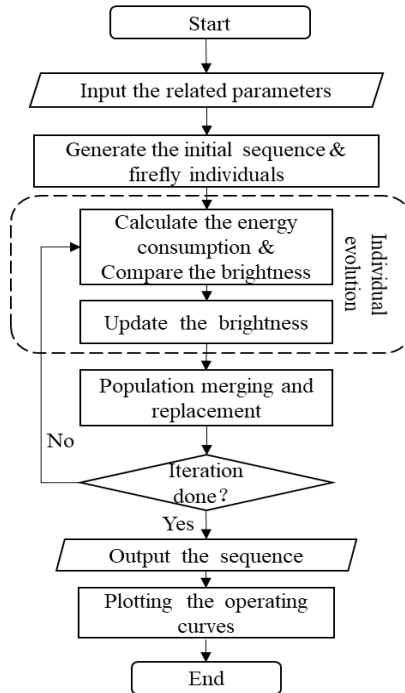 Start
Input the related parameters
Generate the initial sequence &
firefly individuals
Calculate the energy
consumption &
Compare the brightness
Individual
evolution
Update the brightness
Population merging and
replacement
No
Iteration
done?
Yes
Output the sequence
Plotting the operating
curves
End